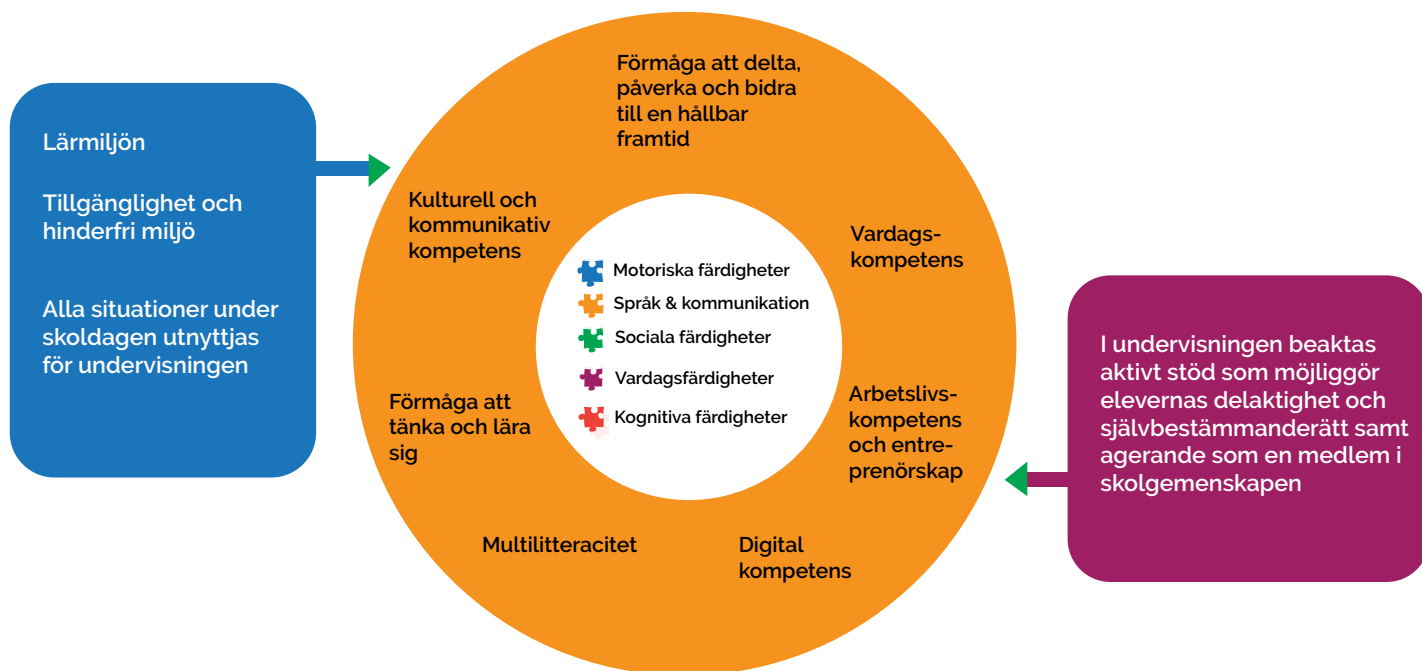 Lärmiljön
Tillgänglighet och
hinderfri miljö
Alla situationer under
skoldagen utnyttjas
för undervisningen
Förmåga att delta,
påverka och bidra
till en hållbar
framtid
Kulturell och
kommunikativ
kompetens
Vardags-
kompetens
Motoriska färdigheter
Språk & kommunikation
Sociala färdigheter
Vardagsfärdigheter
Kognitiva färdigheter
Förmåga att
tänka och lära
sig
Arbetslivs-
kompetens
och entre-
prenörskap
Multilitteracitet
Digital
kompetens
I undervisningen beaktas
aktivt stöd som möjliggör
elevernas delaktighet och
självbestämmanderätt samt
agerande som en medlem i
skolgemenskapen